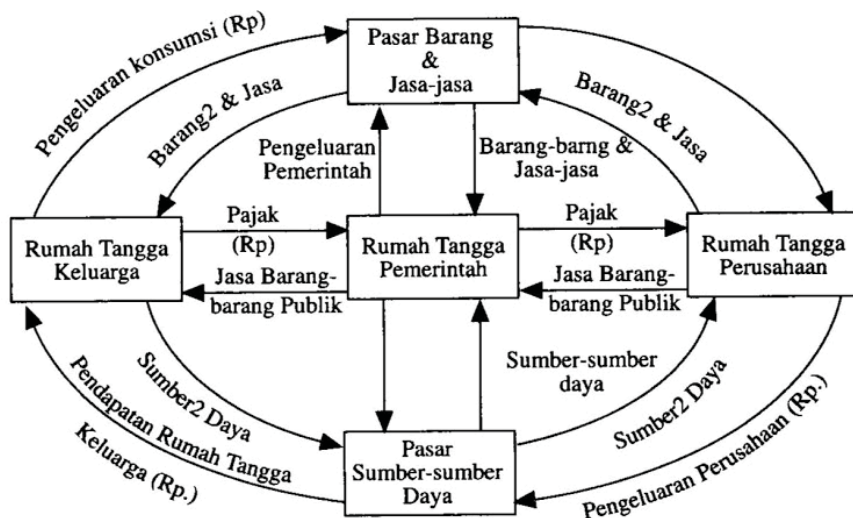 Pengeluaran konsumsi (Rp)
Pasar Barang
&
Jasa-jasa
Barang2 & Jasa
Barang2 & Jasa
Pengeluaran
Pemerintah
Barang-barng &
Jasa-jasa
Rumah Tangga
Keluarga
Pajak
(Rp)
Jasa Barang-
barang Publik
Rumah Tangga
Pemerintah
Pajak
(Rp)
Jasa Barang-
barang Publik
Rumah Tangga
Perusahaan
Sumber2 Daya
Pendapatan Rumah Tangga
Keluarga (Rp.)
Sumber-sumber
daya
Sumber2 Daya
Pengeluaran Perusahaan (Rp.)
Pasar
Sumber-sumber
Daya